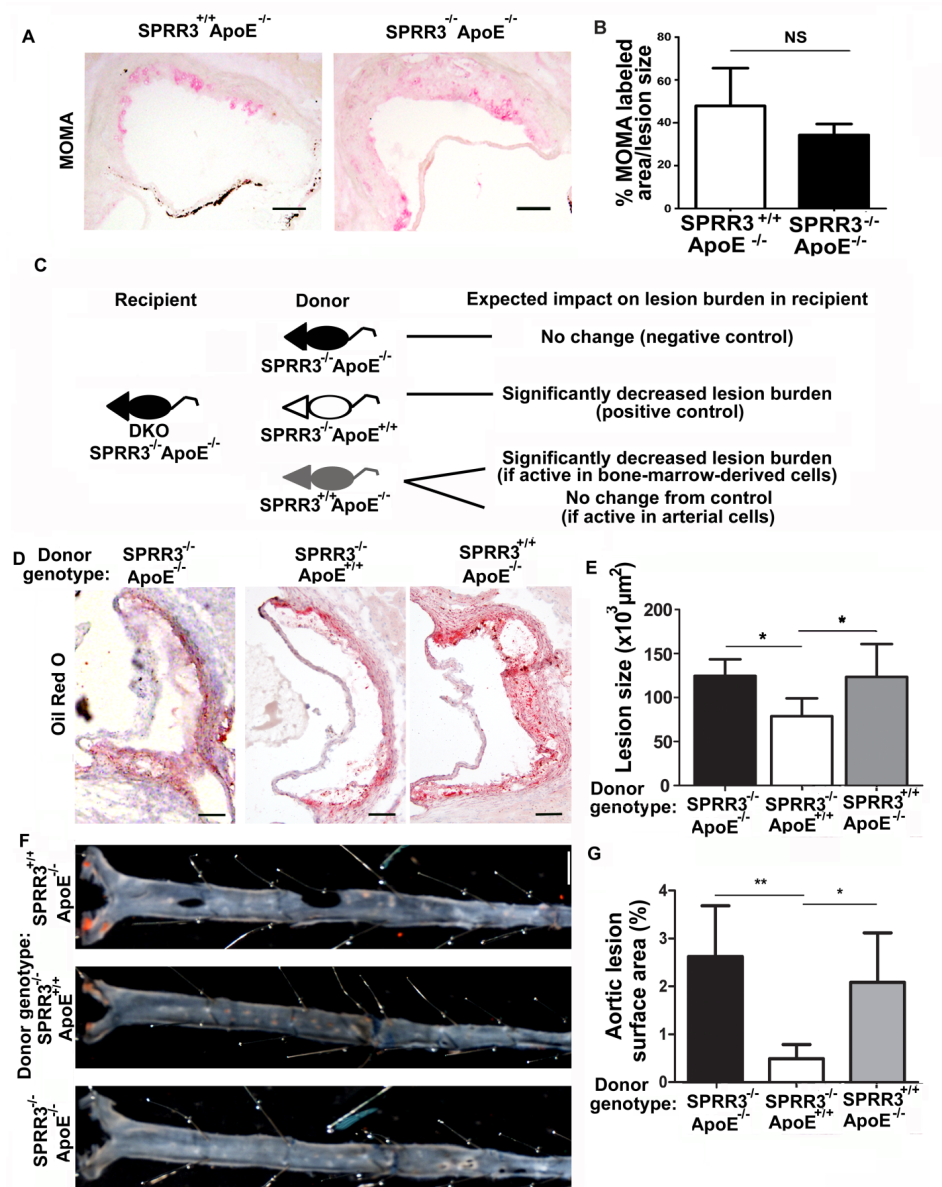 A
SPRR3+/+ApoE-/-
SPRR3-/-ApoE-/-
MOMA
B
NS
% MOMA labeled
area/lesion size
80
60
40
20
0
SPRR3+/+
ApoE -/-
SPRR3-/-
ApoE-/-
C
Recipient
Donor
Expected impact on lesion burden in recipient
SPRR3-/-ApoE-/-
No change (negative control)
DKO
SPRR3-/-ApoE-/-
SPRR3-/-ApoE+/+
Significantly decreased lesion burden
(positive control)
SPRR3+/+ApoE-/-
Significantly decreased lesion burden
(if active in bone-marrow-derived cells)
No change from control
(if active in arterial cells)
D
Donor
genotype:
SPRR3-/-
ApoE-/-
SPRR3-/-
ApoE+/+
SPRR3+/+
ApoE-/-
Oil Red O
E
Lesion size (x10³ µm²)
200
150
100
50
0
*
*
Donor
genotype:
SPRR3-/-
ApoE-/-
SPRR3-/-
ApoE+/+
SPRR3+/+
ApoE-/-
F
Donor genotype:
SPRR3+/+
ApoE-/-
SPRR3-/-
ApoE+/+
SPRR3-/-
ApoE-/-
G
Aortic lesion
surface area (%)
4
3
2
1
0
**
*
Donor
genotype:
SPRR3-/-
ApoE-/-
SPRR3-/-
ApoE+/+
SPRR3+/+
ApoE-/-